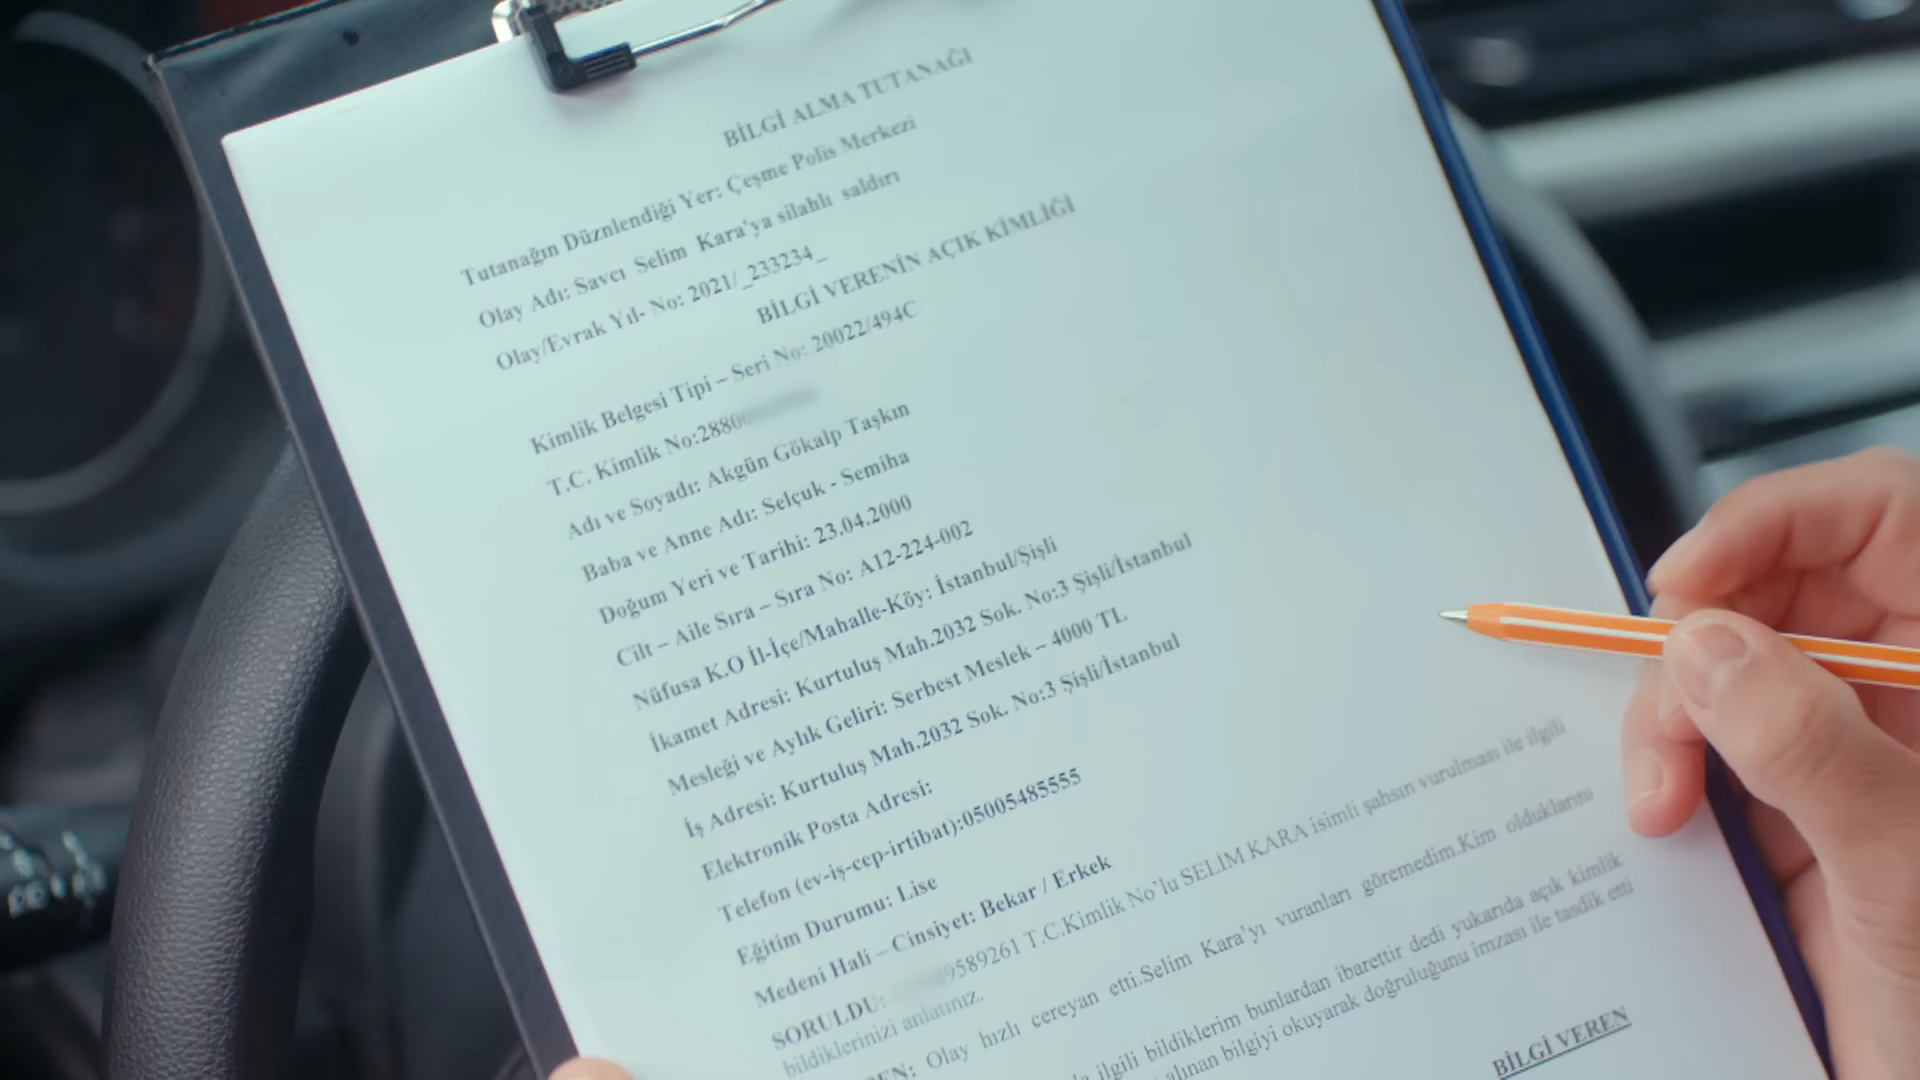 BİLGİ ALMA TUTANAĞI
Tutanağın Düznlendiği Yer: Çeşme Polis Merkezi
Olay Adı: Savcı Selim Kara'ya silahlı saldırı
Olay/Evrak Yıl- No: 2021/_233234_
BİLGİ VERENİN AÇIK KİMLİĞİ
Kimlik Belgesi Tipi – Seri No: 20022/494C
T.C. Kimlik No:2880
Adı ve Soyadı: Akgün Gökalp Taşkın
Baba ve Anne Adı: Selçuk - Semiha
Doğum Yeri ve Tarihi: 23.04.2000
Cilt – Aile Sıra – Sıra No: A12-224-002
Nüfusa K.O İl-İçe/Mahalle-Köy: İstanbul/Şişli
İkamet Adresi: Kurtuluş Mah.2032 Sok. No:3 Şişli/İstanbul
Mesleği ve Aylık Geliri: Serbest Meslek – 4000 TL
İş Adresi: Kurtuluş Mah.2032 Sok. No:3 Şişli/İstanbul
Elektronik Posta Adresi:
Telefon (ev-iş-cep-irtibat):05005485555
Eğitim Durumu: Lise
Medeni Hali – Cinsiyet: Bekar / Erkek
SORULDU: 9589261 T.C.Kimlik No'lu SELİM KARA isimli şahsın vurulması ile ilgili
bildiklerinizi anlatınız.
Olay hızlı cereyan etti.Selim Kara'yı vuranları göremedim.Kim olduklarını
ilgili bildiklerim bunlardan ibarettir dedi yukarıda açık kimlik
alınan bilgiyi okuyarak doğruluğunu imzası ile tasdik etti
BİLGİ VEREN